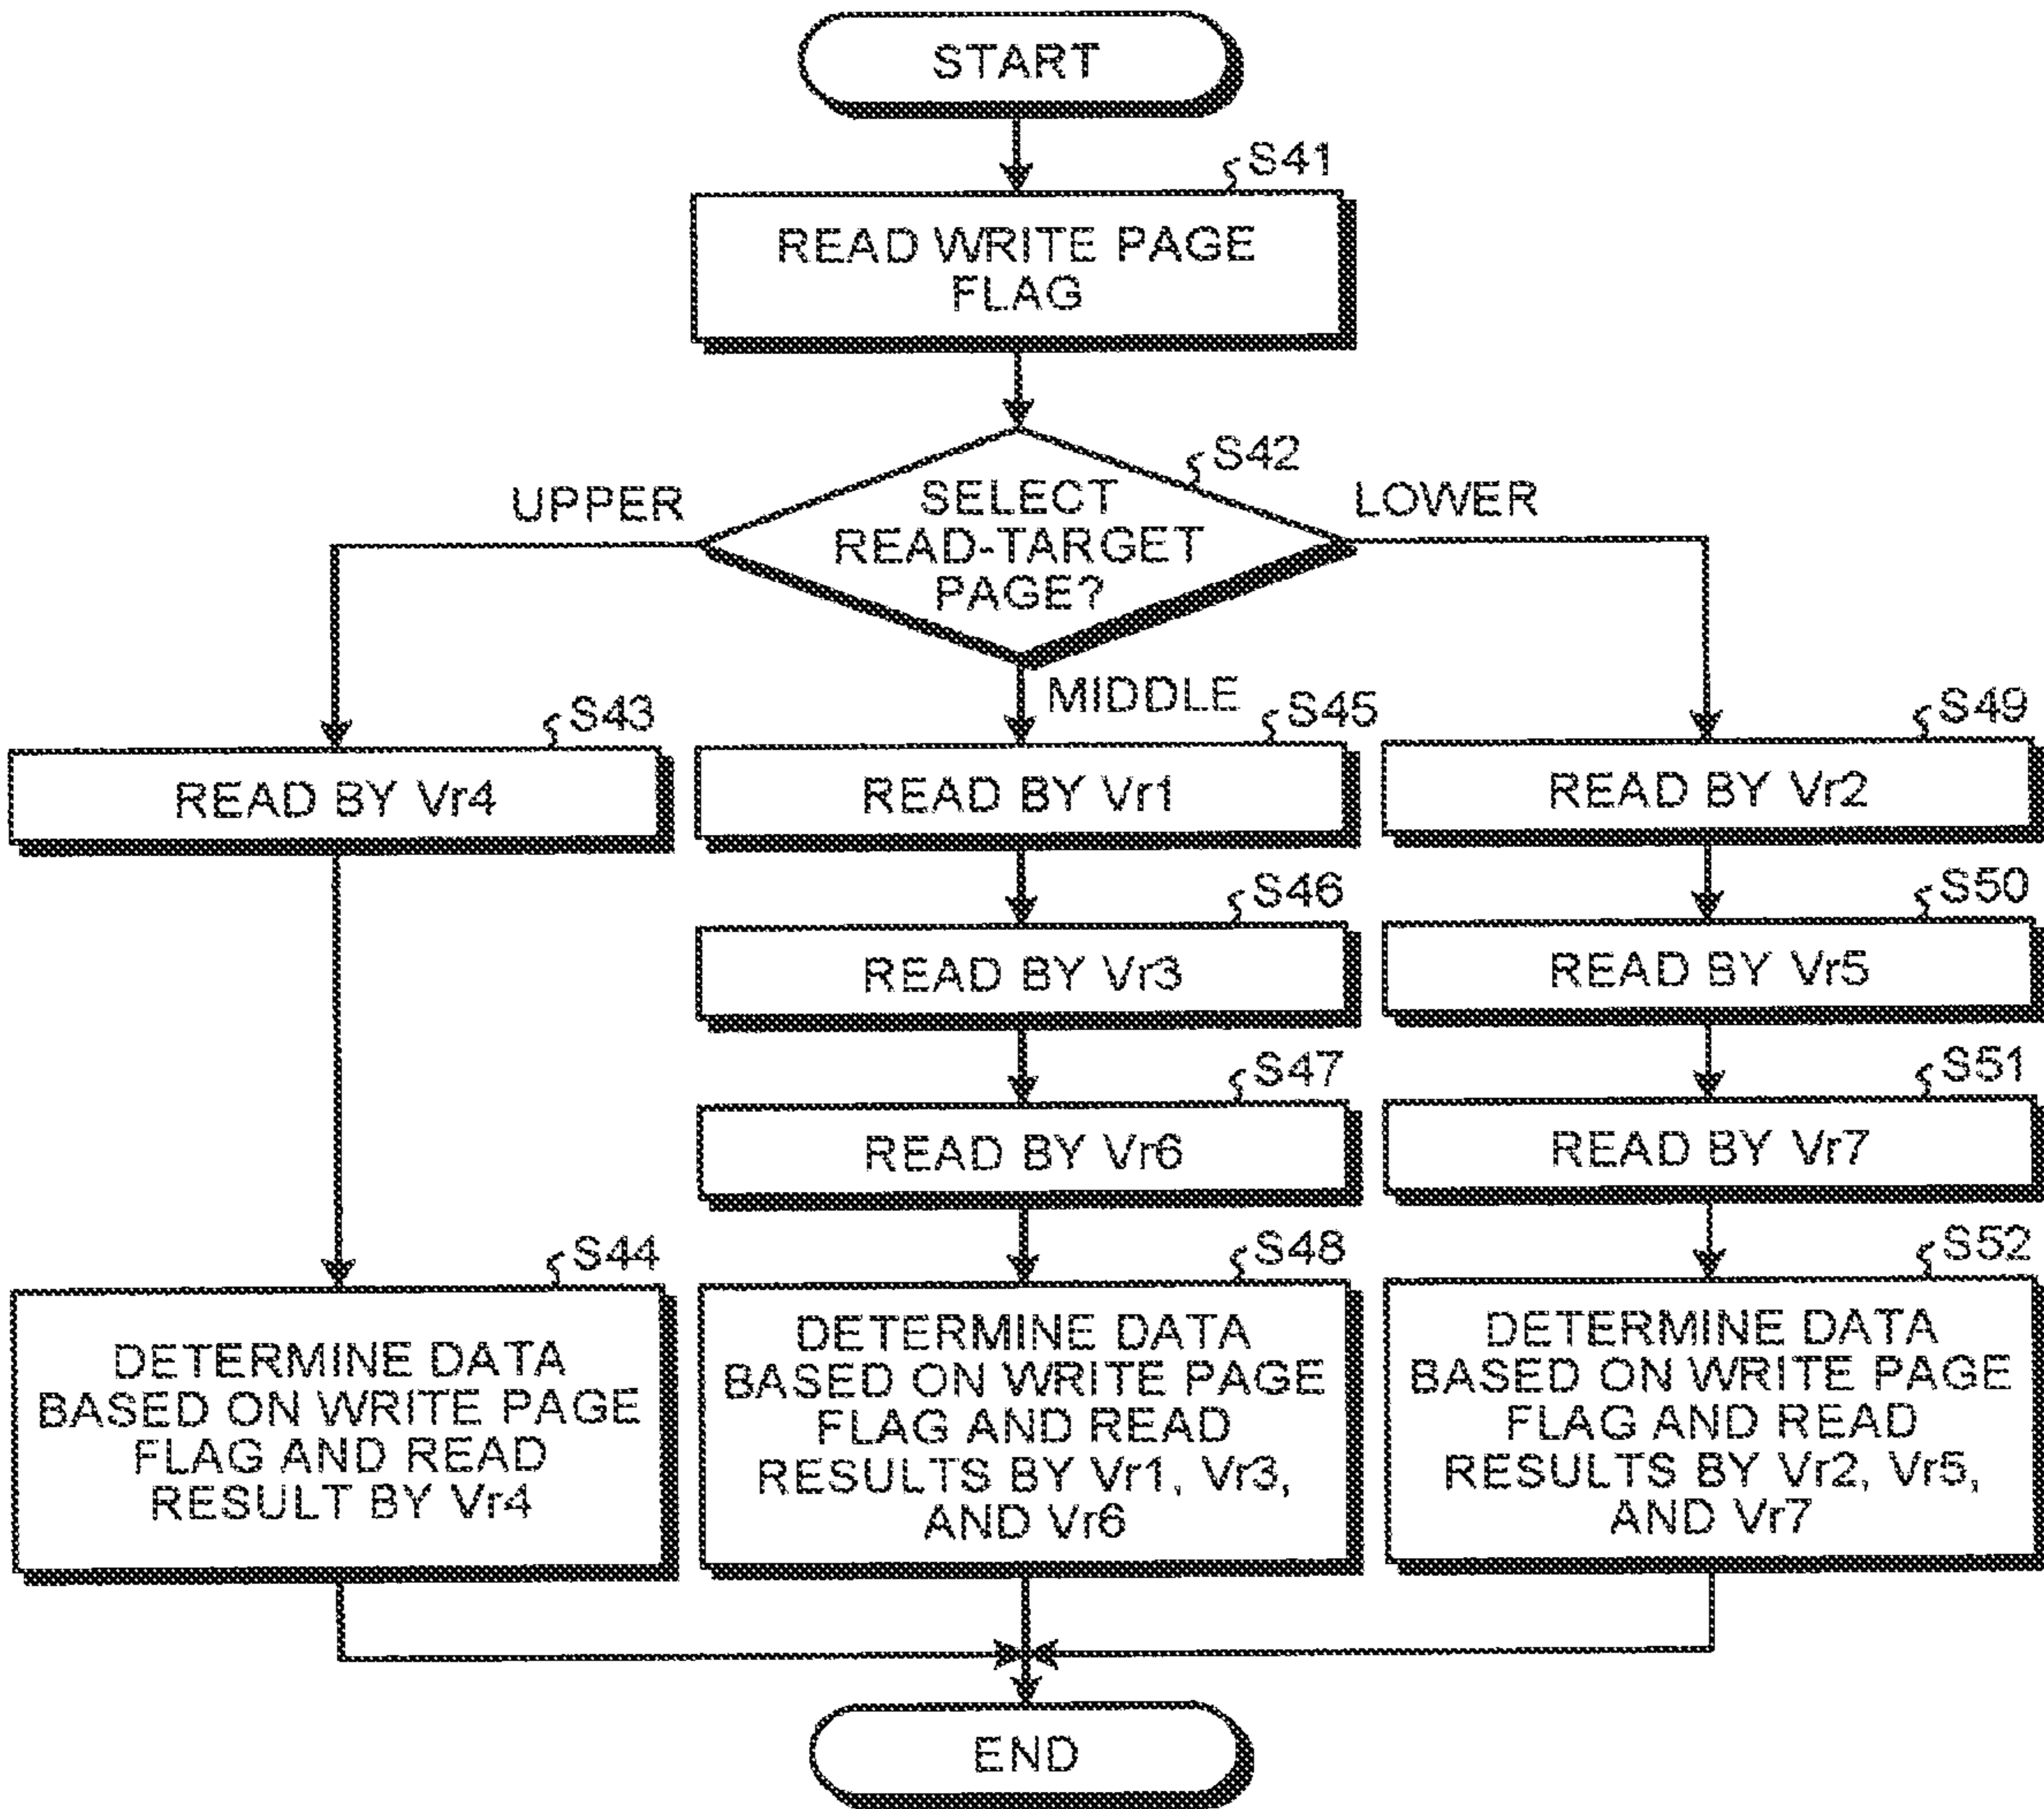 START
S41
READ WRITE PAGE
FLAG
S42
SELECT
READ-TARGET
PAGE?
UPPER
LOWER
MIDDLE
S43
READ BY Vr4
S45
READ BY Vr1
S49
READ BY Vr2
S46
READ BY Vr3
S50
READ BY Vr5
S47
READ BY Vr6
S51
READ BY Vr7
S44
DETERMINE DATA
BASED ON WRITE PAGE
FLAG AND READ
RESULT BY Vr4
S48
DETERMINE DATA
BASED ON WRITE PAGE
FLAG AND READ
RESULTS BY Vr1, Vr3,
AND Vr6
S52
DETERMINE DATA
BASED ON WRITE PAGE
FLAG AND READ
RESULTS BY Vr2, Vr5,
AND Vr7
END